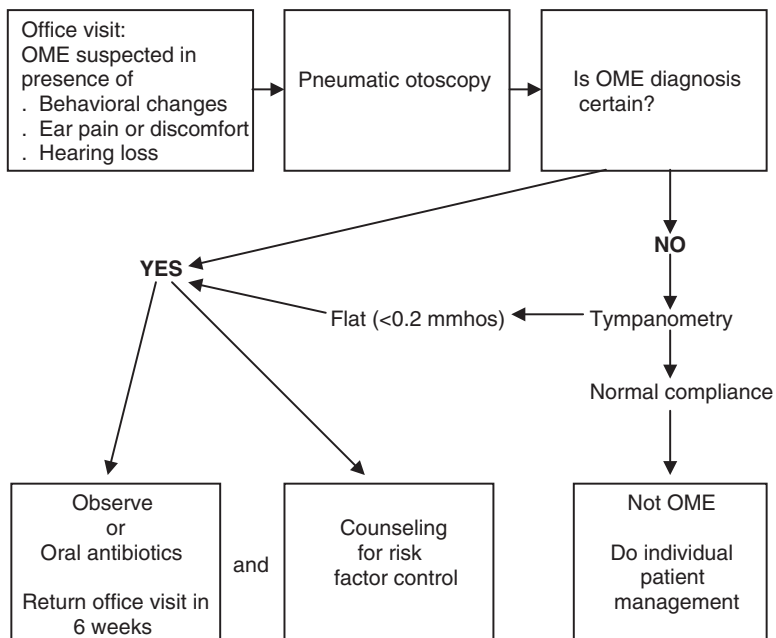 Office visit:
OME suspected in
presence of
. Behavioral changes
. Ear pain or discomfort
. Hearing loss
Pneumatic otoscopy
Is OME diagnosis
certain?
NO
YES
Flat (<0.2 mmhos)
Tympanometry
Normal compliance
Observe
or
Oral antibiotics
Return office visit in
6 weeks
and
Counseling
for risk
factor control
Not OME
Do individual
patient
management